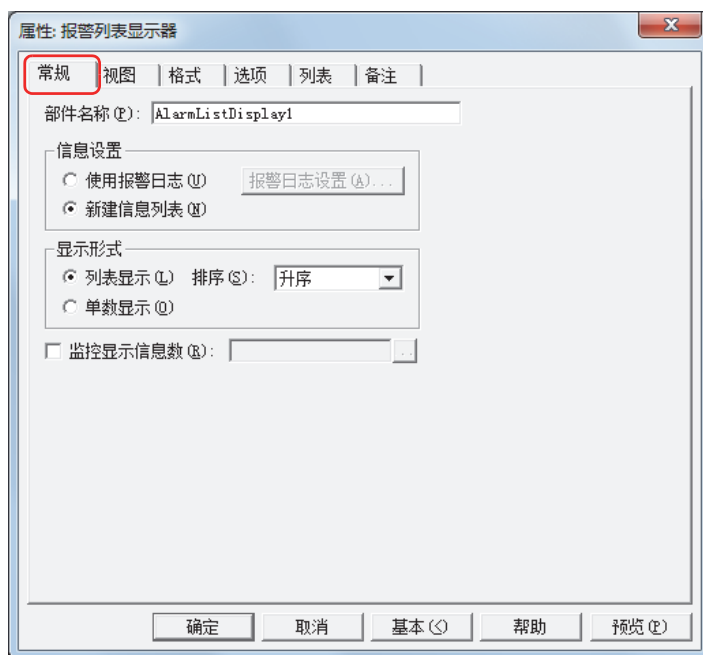 属性: 报警列表显示器
常规 视图 格式 选项 列表 备注
部件名称(P): AlarmListDisplay1
信息设置
使用报警日志(U) 报警日志设置(A)...
新建信息列表(N)
显示形式
列表显示(L) 排序(S): 升序
单数显示(O)
监控显示信息数(R): ..
确定 取消 基本(<) 帮助 预览(P)